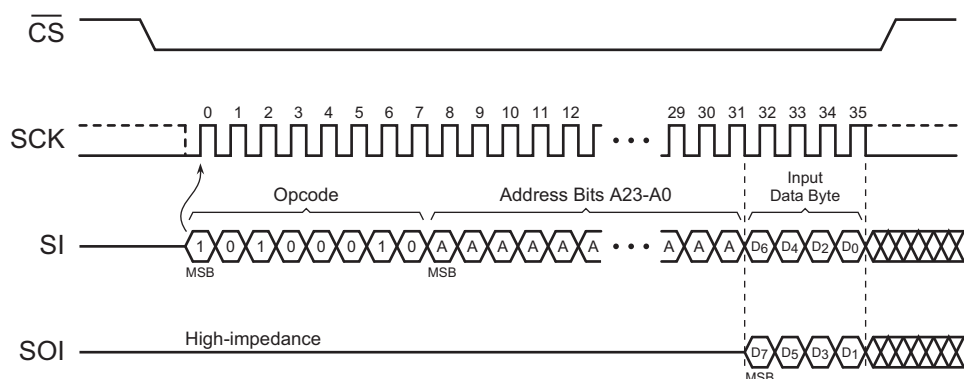 CS
0 1 2 3 4 5 6 7 8 9 10 11 12 29 30 31 32 33 34 35
SCK
Opcode
Address Bits A23-A0
Input
Data Byte
SI
1 0 1 0 0 0 1 0 A A A A A A A A A D6 D4 D2 D0
MSB
MSB
High-impedance
SOI
D7 D5 D3 D1
MSB